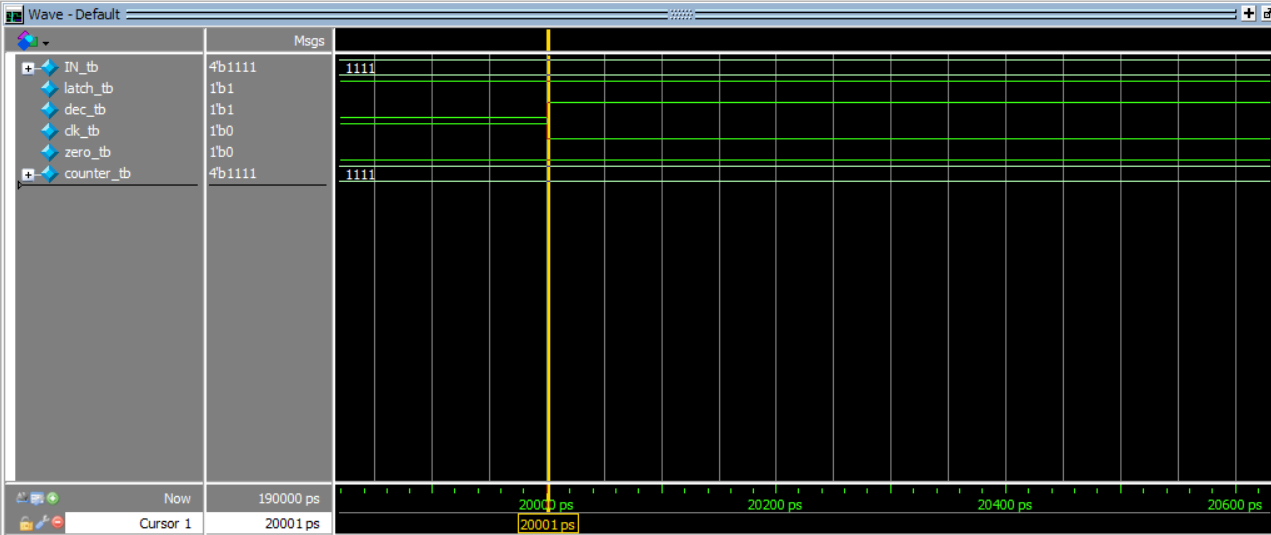 Wave - Default
Msgs
IN_tb 4'b1111 1111
latch_tb 1'b1
dec_tb 1'b1
clk_tb 1'b0
zero_tb 1'b0
counter_tb 4'b1111 1111
Now 190000 ps 20000 ps 20200 ps 20400 ps 20600 ps
Cursor 1 20001 ps 20001 ps